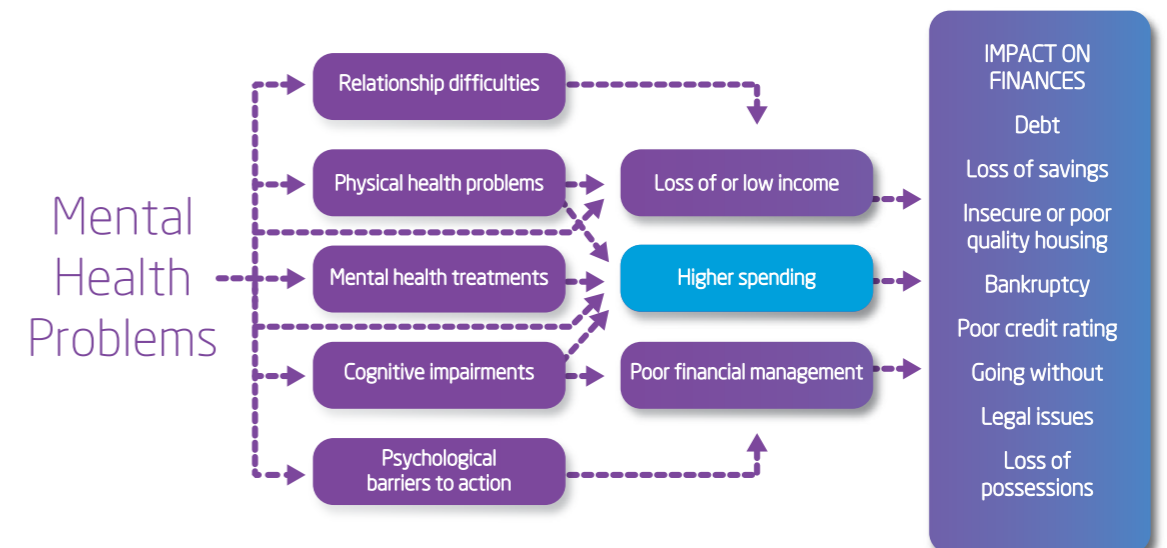 Mental
Health
Problems
Relationship difficulties
Physical health problems
Mental health treatments
Cognitive impairments
Psychological
barriers to action
Loss of or low income
Higher spending
Poor financial management
IMPACT ON
FINANCES
Debt
Loss of savings
Insecure or poor
quality housing
Bankruptcy
Poor credit rating
Going without
Legal issues
Loss of
possessions